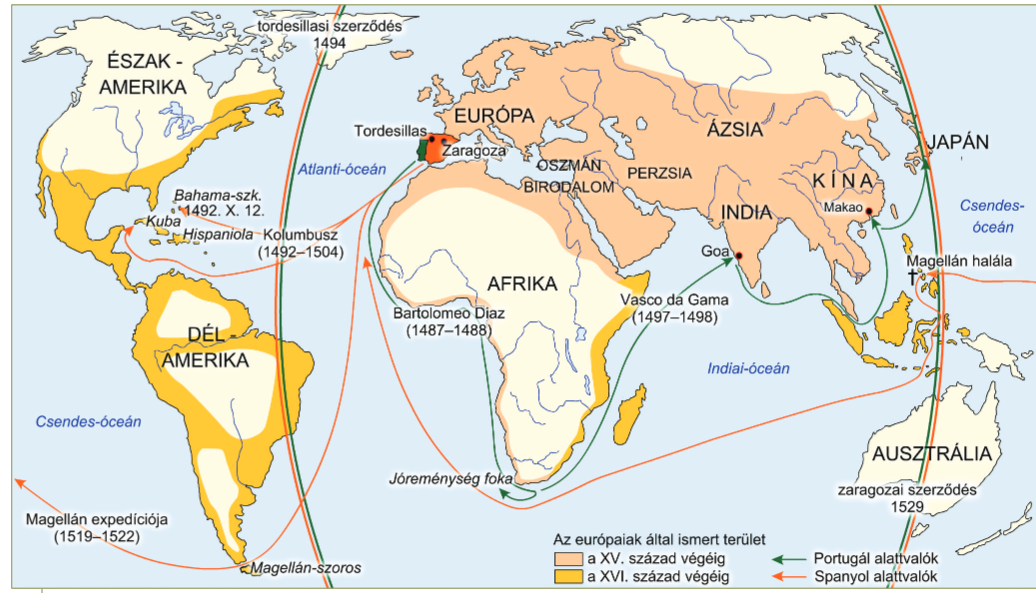 tordesillasi szerződés
1494
ÉSZAK -
AMERIKA
EURÓPA
Tordesillas
Zaragoza
ÁZSIA
JAPÁN
Atlanti-óceán
OSZMÁN
BIRODALOM
PERZSIA
KÍNA
Bahama-szk.
1492. X. 12.
Makao
INDIA
Csendes-
óceán
Kuba
Hispaniola
Kolumbusz
(1492–1504)
Goa
Magellán halála
AFRIKA
Bartolomeo Diaz
(1487–1488)
Vasco da Gama
(1497–1498)
DÉL -
AMERIKA
Indiai-óceán
Csendes-óceán
AUSZTRÁLIA
Jóreménység foka
zaragozai szerződés
1529
Magellán expedíciója
(1519–1522)
Magellán-szoros
Az európaiak által ismert terület
a XV. század végéig
a XVI. század végéig
Portugál alattvalók
Spanyol alattvalók